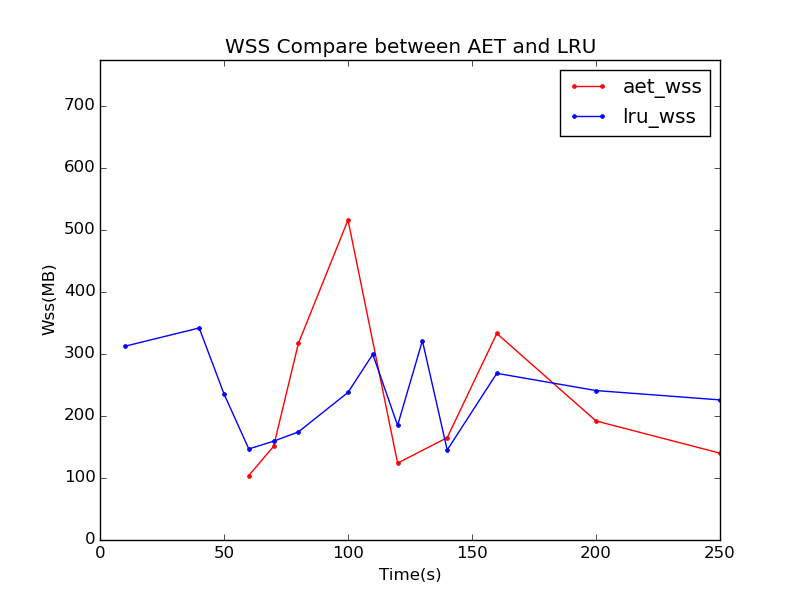 WSS Compare between AET and LRU
aet_wss
lru_wss
700
600
500
400
300
200
100
0
Wss(MB)
0 50 100 150 200 250
Time(s)